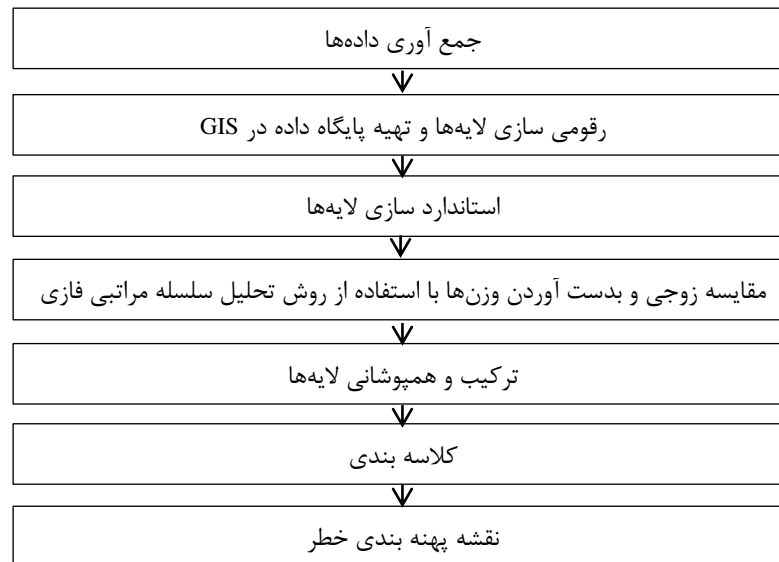 جمع آوری داده‌ها
رقومی سازی لایه‌ها و تهیه پایگاه داده در GIS
استاندارد سازی لایه‌ها
مقایسه زوجی و بدست آوردن وزن‌ها با استفاده از روش تحلیل سلسله مراتبی فازی
ترکیب و همپوشانی لایه‌ها
کلاسه بندی
نقشه پهنه بندی خطر